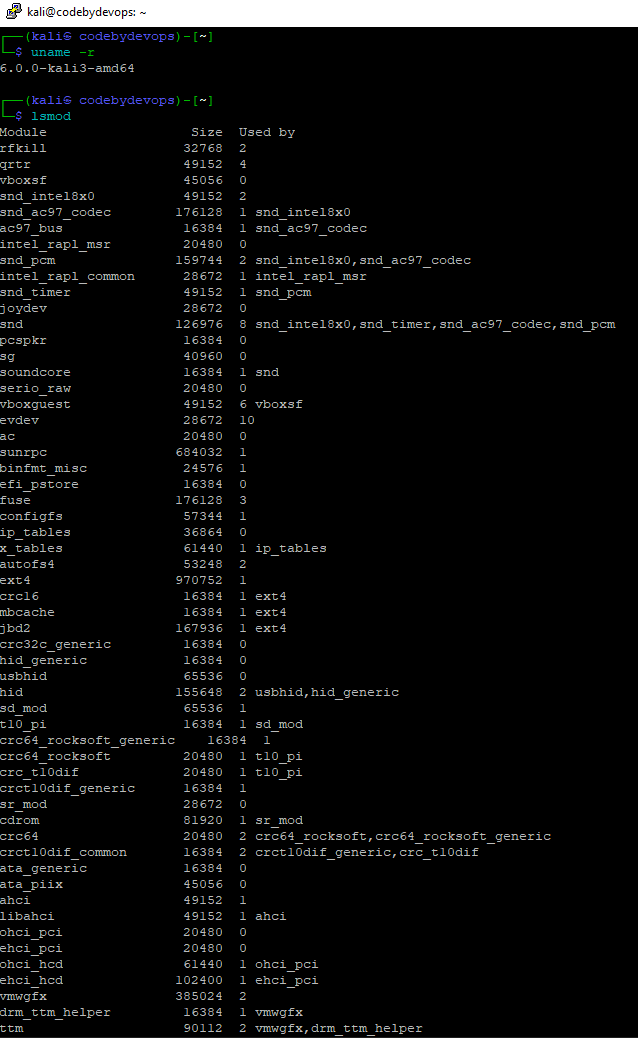 kali@codebydevops: ~
┌──(kali㉿ codebydevops)-[~]
└─$ uname -r
6.0.0-kali3-amd64
┌──(kali㉿ codebydevops)-[~]
└─$ lsmod
Module                  Size  Used by
rfkill                 32768  2
qrtr                   49152  4
vboxsf                 45056  0
snd_intel8x0           49152  2
snd_ac97_codec        176128  1 snd_intel8x0
ac97_bus               16384  1 snd_ac97_codec
intel_rapl_msr         20480  0
snd_pcm               159744  2 snd_intel8x0,snd_ac97_codec
intel_rapl_common      28672  1 intel_rapl_msr
snd_timer              49152  1 snd_pcm
joydev                 28672  0
snd                   126976  8 snd_intel8x0,snd_timer,snd_ac97_codec,snd_pcm
pcspkr                 16384  0
sg                     40960  0
soundcore              16384  1 snd
serio_raw              20480  0
vboxguest              49152  6 vboxsf
evdev                  28672  10
ac                     20480  0
sunrpc                684032  1
binfmt_misc            24576  1
efi_pstore             16384  0
fuse                  176128  3
configfs               57344  1
ip_tables              36864  0
x_tables               61440  1 ip_tables
autofs4                53248  2
ext4                  970752  1
crc16                  16384  1 ext4
mbcache                16384  1 ext4
jbd2                  167936  1 ext4
crc32c_generic         16384  0
hid_generic            16384  0
usbhid                 65536  0
hid                   155648  2 usbhid,hid_generic
sd_mod                 65536  1
t10_pi                 16384  1 sd_mod
crc64_rocksoft_generic    16384  1
crc64_rocksoft         20480  1 t10_pi
crc_t10dif             20480  1 t10_pi
crct10dif_generic      16384  1
sr_mod                 28672  0
cdrom                  81920  1 sr_mod
crc64                  20480  2 crc64_rocksoft,crc64_rocksoft_generic
crct10dif_common       16384  2 crct10dif_generic,crc_t10dif
ata_generic            16384  0
ata_piix               45056  0
ahci                   49152  1
libahci                49152  1 ahci
ohci_pci               20480  0
ehci_pci               20480  0
ohci_hcd               61440  1 ohci_pci
ehci_hcd              102400  1 ehci_pci
vmwgfx                385024  2
drm_ttm_helper         16384  1 vmwgfx
ttm                    90112  2 vmwgfx,drm_ttm_helper